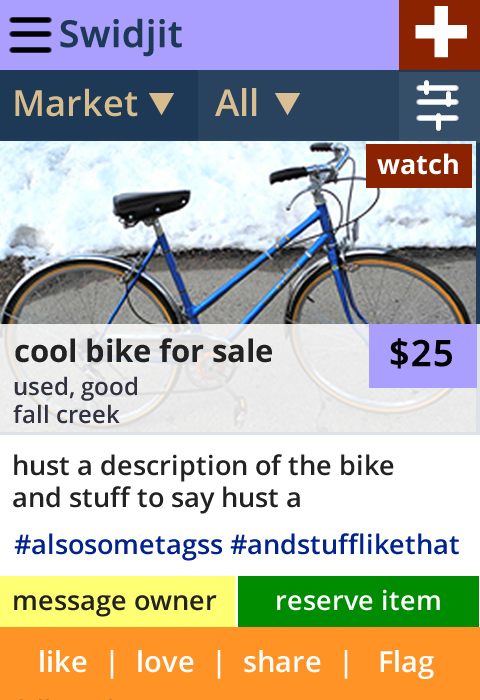 Swidjit
Market ▼ All ▼
watch
cool bike for sale
$25
used, good
fall creek
hust a description of the bike
and stuff to say hust a
#alsosometagss #andstufflikethat
message owner
reserve item
like | love | share | Flag